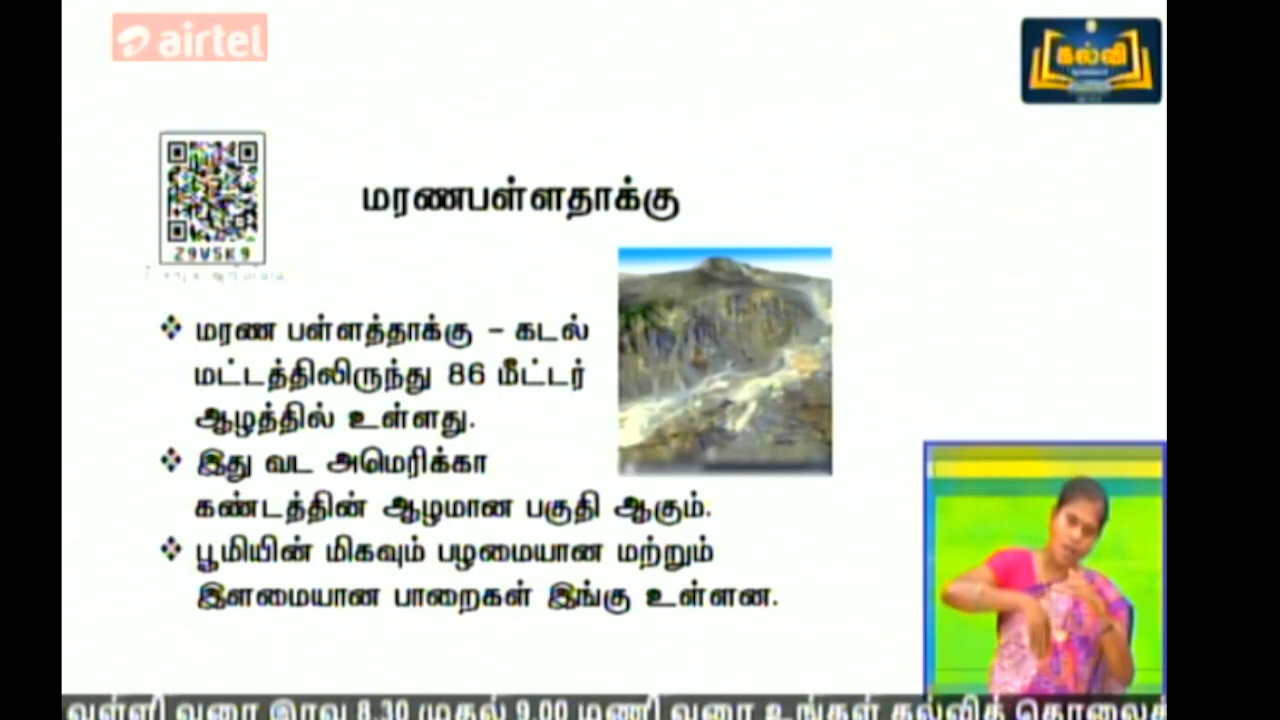 airtel
கல்வி
Z9W5K9
மரணபள்ளதாக்கு
❖ மரண பள்ளத்தாக்கு – கடல்
மட்டத்திலிருந்து 86 மீட்டர்
ஆழத்தில் உள்ளது.
❖ இது வட அமெரிக்கா
கண்டத்தின் ஆழமான பகுதி ஆகும்.
❖ பூமியின் மிகவும் பழமையான மற்றும்
இளமையான பாறைகள் இங்கு உள்ளன.
வரை இரவு 8.30 முதல் 9.00 மணி வரை உங்கள் கல்வித்